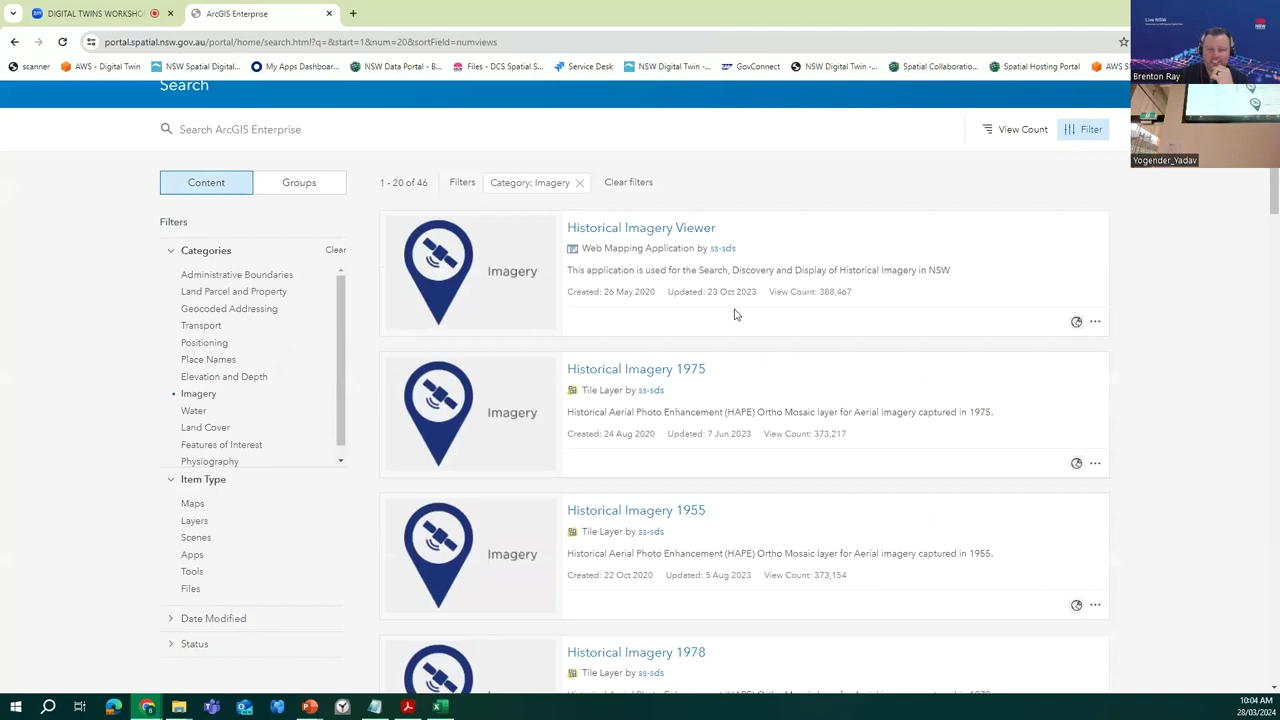 DIGITAL TWINS WORKSHO
ArcGIS Enterprise
portal.spatial.nsw.gov.au/portal/home/search.html?q=&start=1&num=20&sortField=numviews
scanner
AWS - Digital Twin
NSW Spatial Digital...
My Apps Dashboar...
NSW Data Portal - B...
Files - DCS Spatial S...
Service Desk
NSW Digital Twin -...
GovConnect
NSW Digital Twin -...
Spatial Collaboratio...
Spatial Hosting Portal
Live NSW
NSW
Brenton Ray
Yogender_Yadav
Search
Search ArcGIS Enterprise
View Count
Filter
Content
Groups
1 - 20 of 46
Filters
Category: Imagery
Clear filters
Filters
Categories
Clear
Administrative Boundaries
Land Parcel and Property
Geocoded Addressing
Transport
Positioning
Place Names
Elevation and Depth
Imagery
Water
Land Cover
Features of Interest
Physiography
Item Type
Maps
Layers
Scenes
Apps
Tools
Files
Date Modified
Status
Imagery
Historical Imagery Viewer
Web Mapping Application by ss-sds
This application is used for the Search, Discovery and Display of Historical Imagery in NSW
Created: 26 May 2020 Updated: 23 Oct 2023 View Count: 388,467
Imagery
Historical Imagery 1975
Tile Layer by ss-sds
Historical Aerial Photo Enhancement (HAPE) Ortho Mosaic layer for Aerial imagery captured in 1975.
Created: 24 Aug 2020 Updated: 7 Jun 2023 View Count: 373,217
Imagery
Historical Imagery 1955
Tile Layer by ss-sds
Historical Aerial Photo Enhancement (HAPE) Ortho Mosaic layer for Aerial imagery captured in 1955.
Created: 22 Oct 2020 Updated: 5 Aug 2023 View Count: 373,154
Historical Imagery 1978
Tile Layer by ss-sds
10:04 AM
28/03/2024